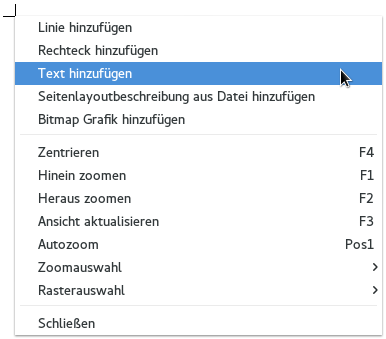 Linie hinzufügen
Rechteck hinzufügen
Text hinzufügen
Seitenlayoutbeschreibung aus Datei hinzufügen
Bitmap Grafik hinzufügen
Zentrieren F4
Hinein zoomen F1
Heraus zoomen F2
Ansicht aktualisieren F3
Autozoom Pos1
Zoomauswahl
Rasterauswahl
Schließen